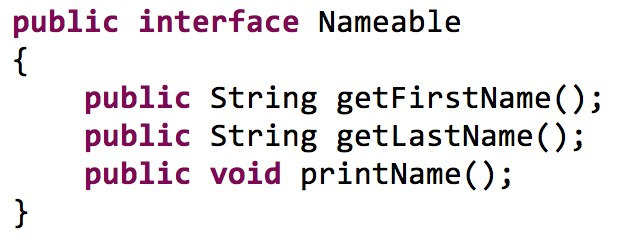 public interface Nameable
{
    public String getFirstName();
    public String getLastName();
    public void printName();
}